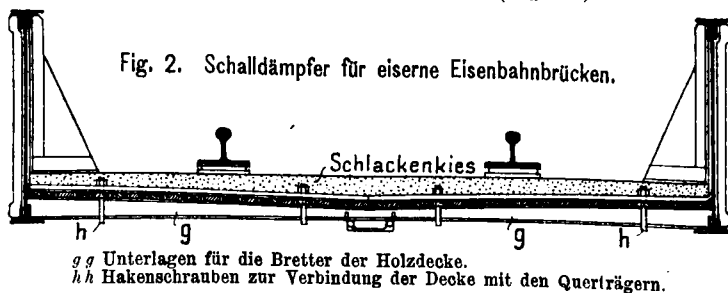 Fig. 2. Schalldämpfer für eiserne Eisenbahnbrücken.
Schlackenkies
h g g h
g g Unterlagen für die Bretter der Holzdecke.
h h Hakenschrauben zur Verbindung der Decke mit den Querträgern.